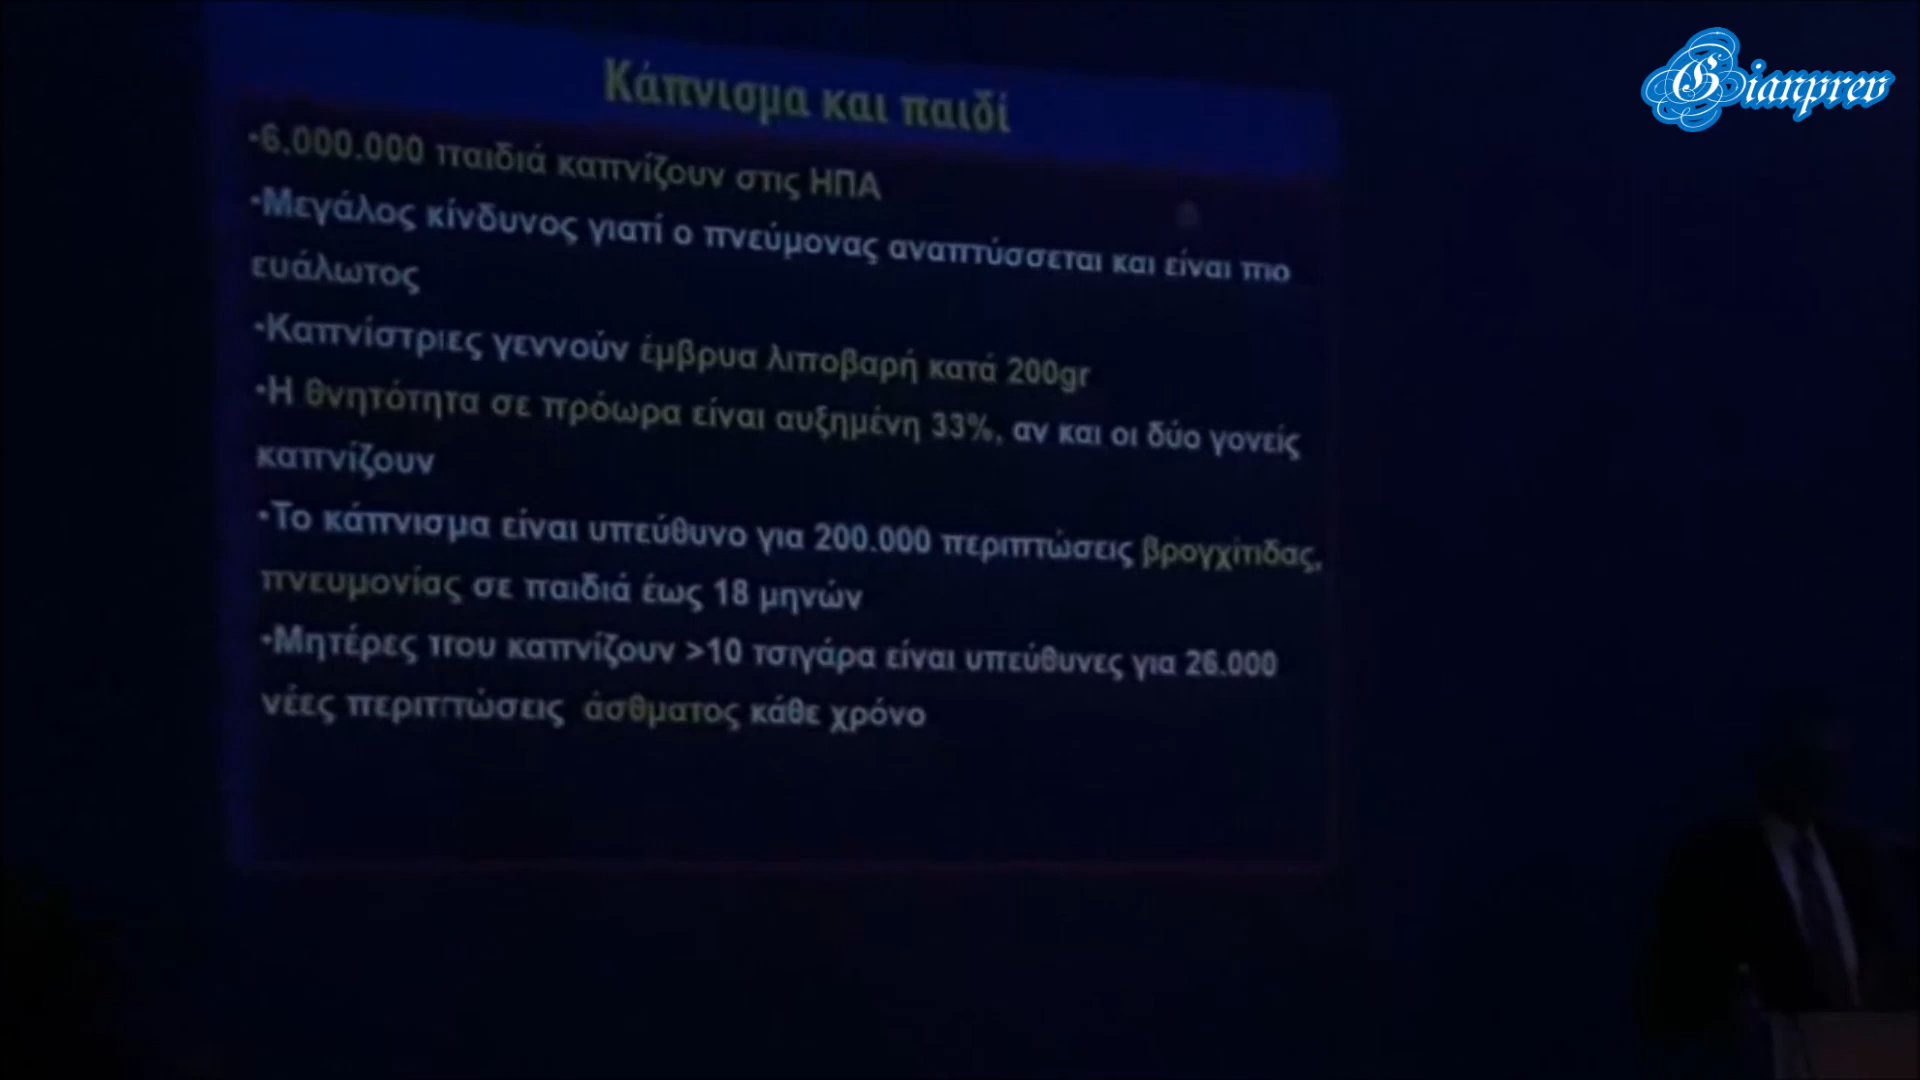 Gianprev
Κάπνισμα και παιδί
•6.000.000 παιδιά καπνίζουν στις ΗΠΑ
•Μεγάλος κίνδυνος γιατί ο πνεύμονας αναπτύσσεται και είναι πιο
ευάλωτος
•Καπνίστριες γεννούν έμβρυα λιποβαρή κατά 200gr
•Η θνητότητα σε πρόωρα είναι αυξημένη 33%, αν και οι δύο γονείς
καπνίζουν
•Το κάπνισμα είναι υπεύθυνο για 200.000 περιπτώσεις βρογχίτιδας,
πνευμονίας σε παιδιά έως 18 μηνών
•Μητέρες που καπνίζουν >10 τσιγάρα είναι υπεύθυνες για 26.000
νέες περιπτώσεις άσθματος κάθε χρόνο